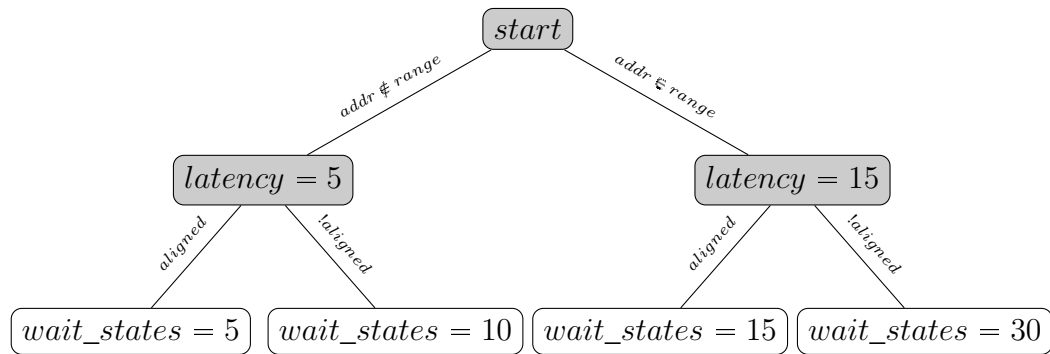 start
addr ∉ range
addr ∈ range
latency = 5
latency = 15
aligned
!aligned
aligned
!aligned
wait_states = 5
wait_states = 10
wait_states = 15
wait_states = 30